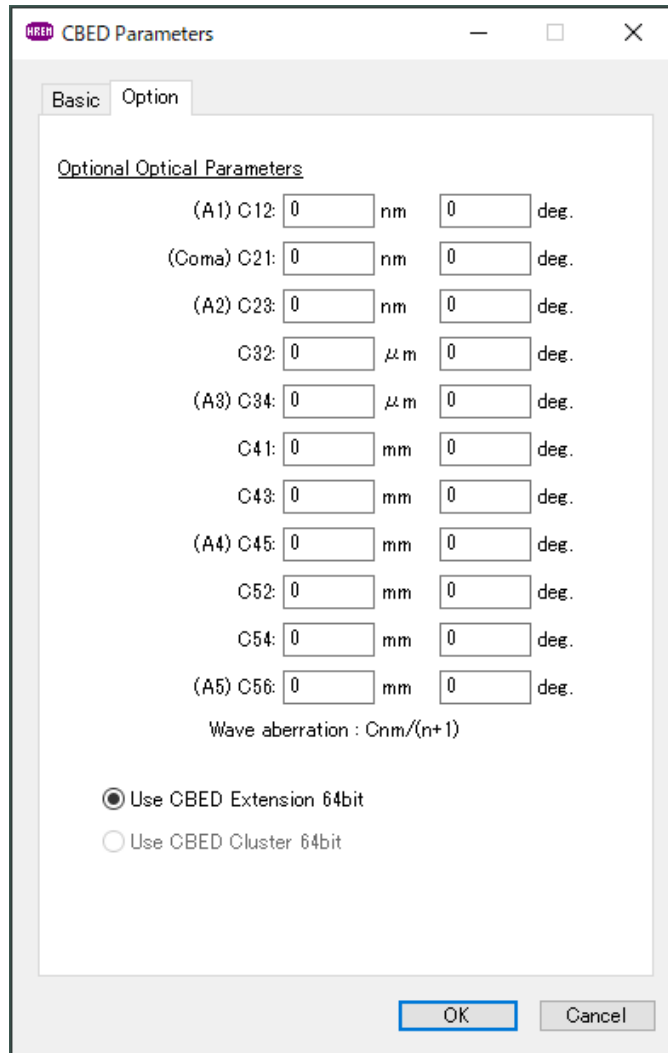 HREM CBED Parameters
Basic Option
Optional Optical Parameters
(A1) C12: 0 nm 0 deg.
(Coma) C21: 0 nm 0 deg.
(A2) C23: 0 nm 0 deg.
C32: 0 μm 0 deg.
(A3) C34: 0 μm 0 deg.
C41: 0 mm 0 deg.
C43: 0 mm 0 deg.
(A4) C45: 0 mm 0 deg.
C52: 0 mm 0 deg.
C54: 0 mm 0 deg.
(A5) C56: 0 mm 0 deg.
Wave aberration : Cnm/(n+1)
Use CBED Extension 64bit
Use CBED Cluster 64bit
OK Cancel